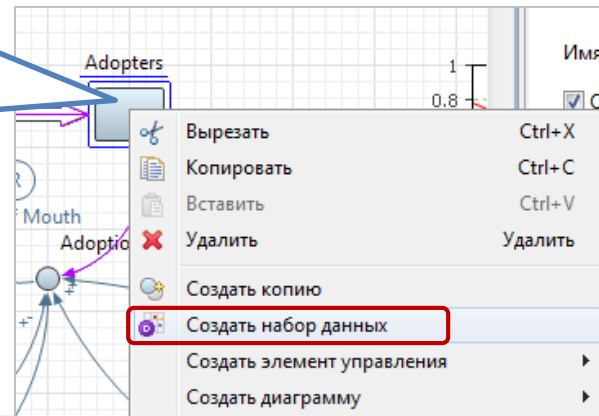 Adopters
1
0.8
Имя
Вырезать Ctrl+X
Копировать Ctrl+C
Вставить Ctrl+V
Удалить Удалить
Mouth
Создать копию
Создать набор данных
Создать элемент управления
Создать диаграмму